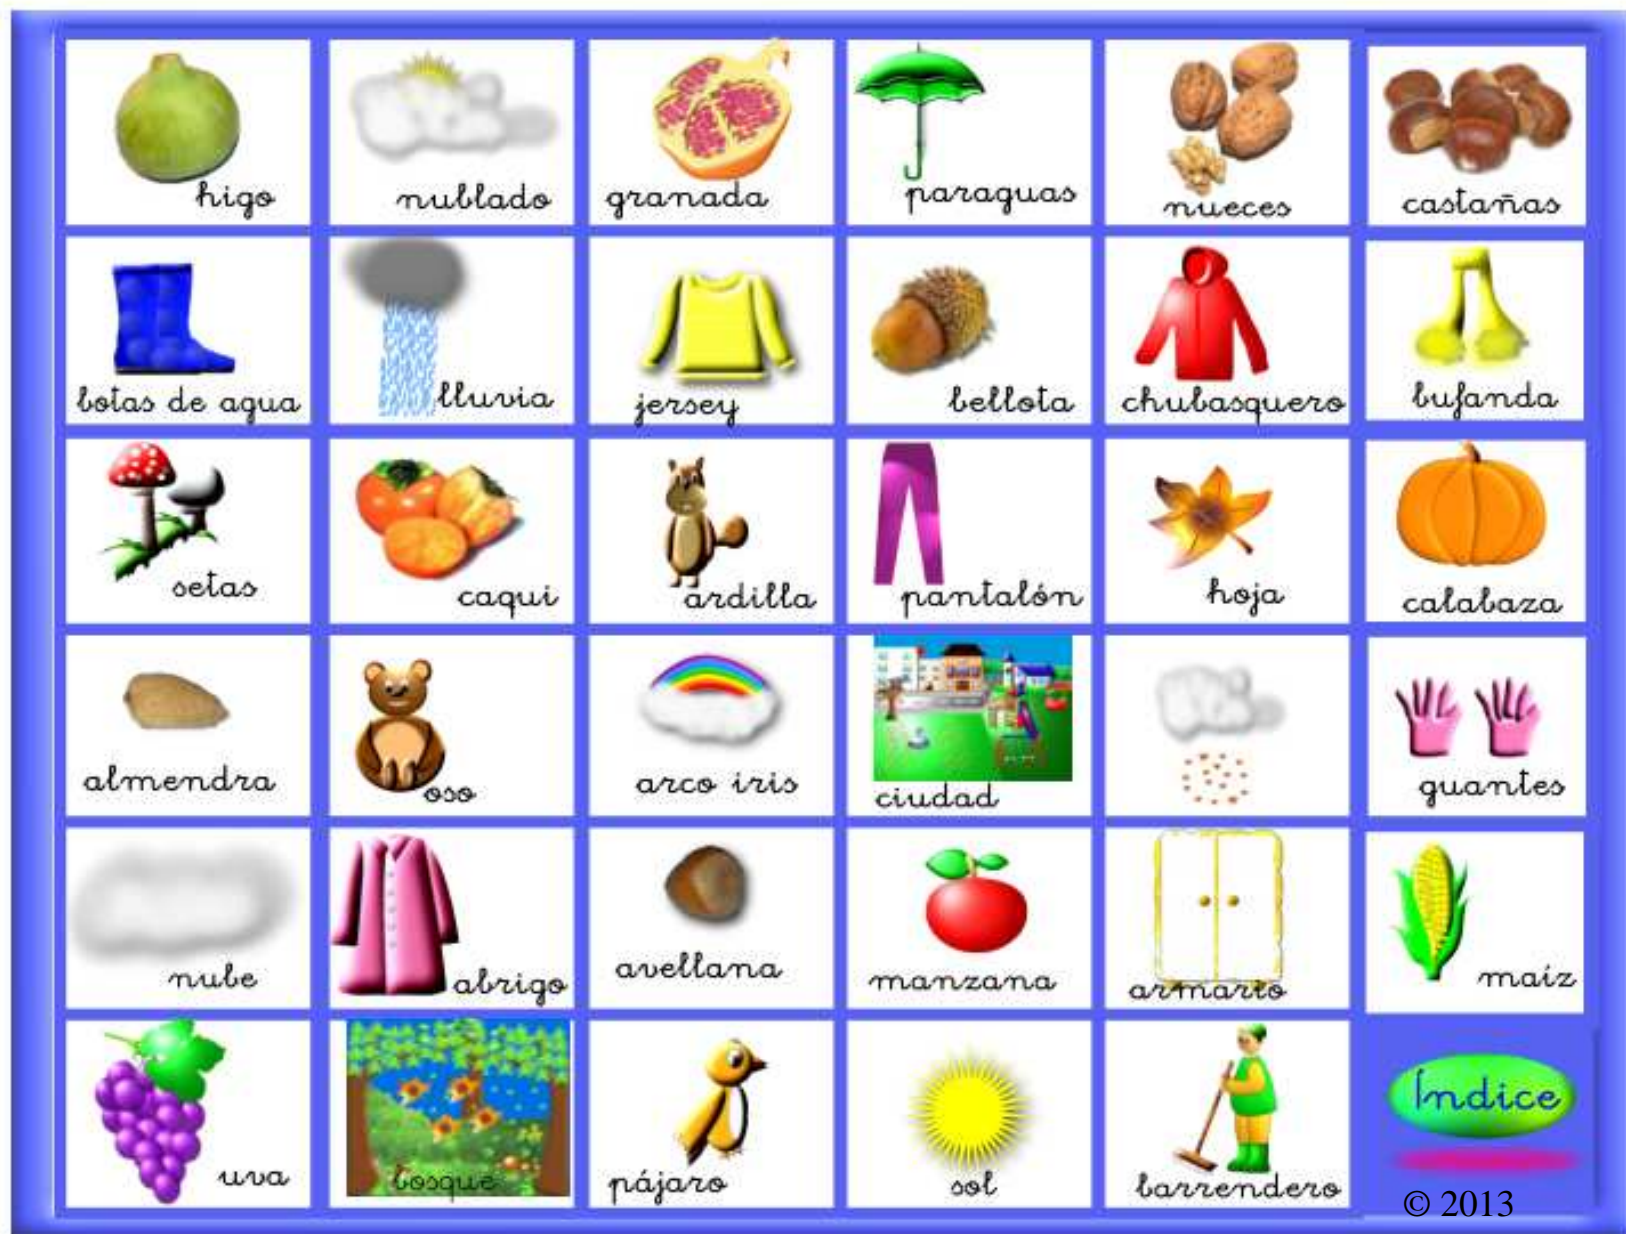 higo
nublado
granada
paraguas
nueces
castañas
botas de agua
lluvia
jersey
bellota
chubasquero
bufanda
setas
caqui
ardilla
pantalón
hoja
calabaza
almendra
oso
arco iris
ciudad
guantes
nube
abrigo
avellana
manzana
armario
maíz
uva
bosque
pájaro
sol
barrendero
Índice
© 2013